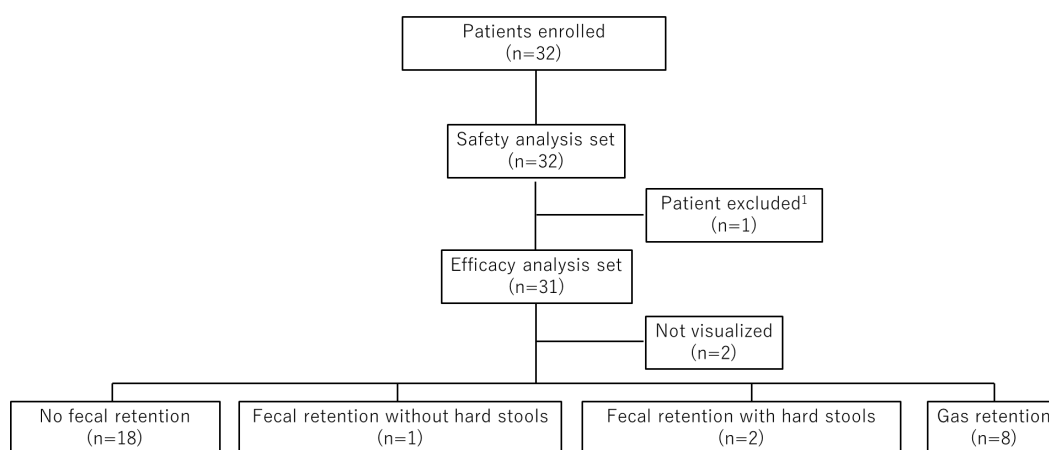 Patients enrolled
(n=32)
Safety analysis set
(n=32)
Patient excluded¹
(n=1)
Efficacy analysis set
(n=31)
Not visualized
(n=2)
No fecal retention
(n=18)
Fecal retention without hard stools
(n=1)
Fecal retention with hard stools
(n=2)
Gas retention
(n=8)